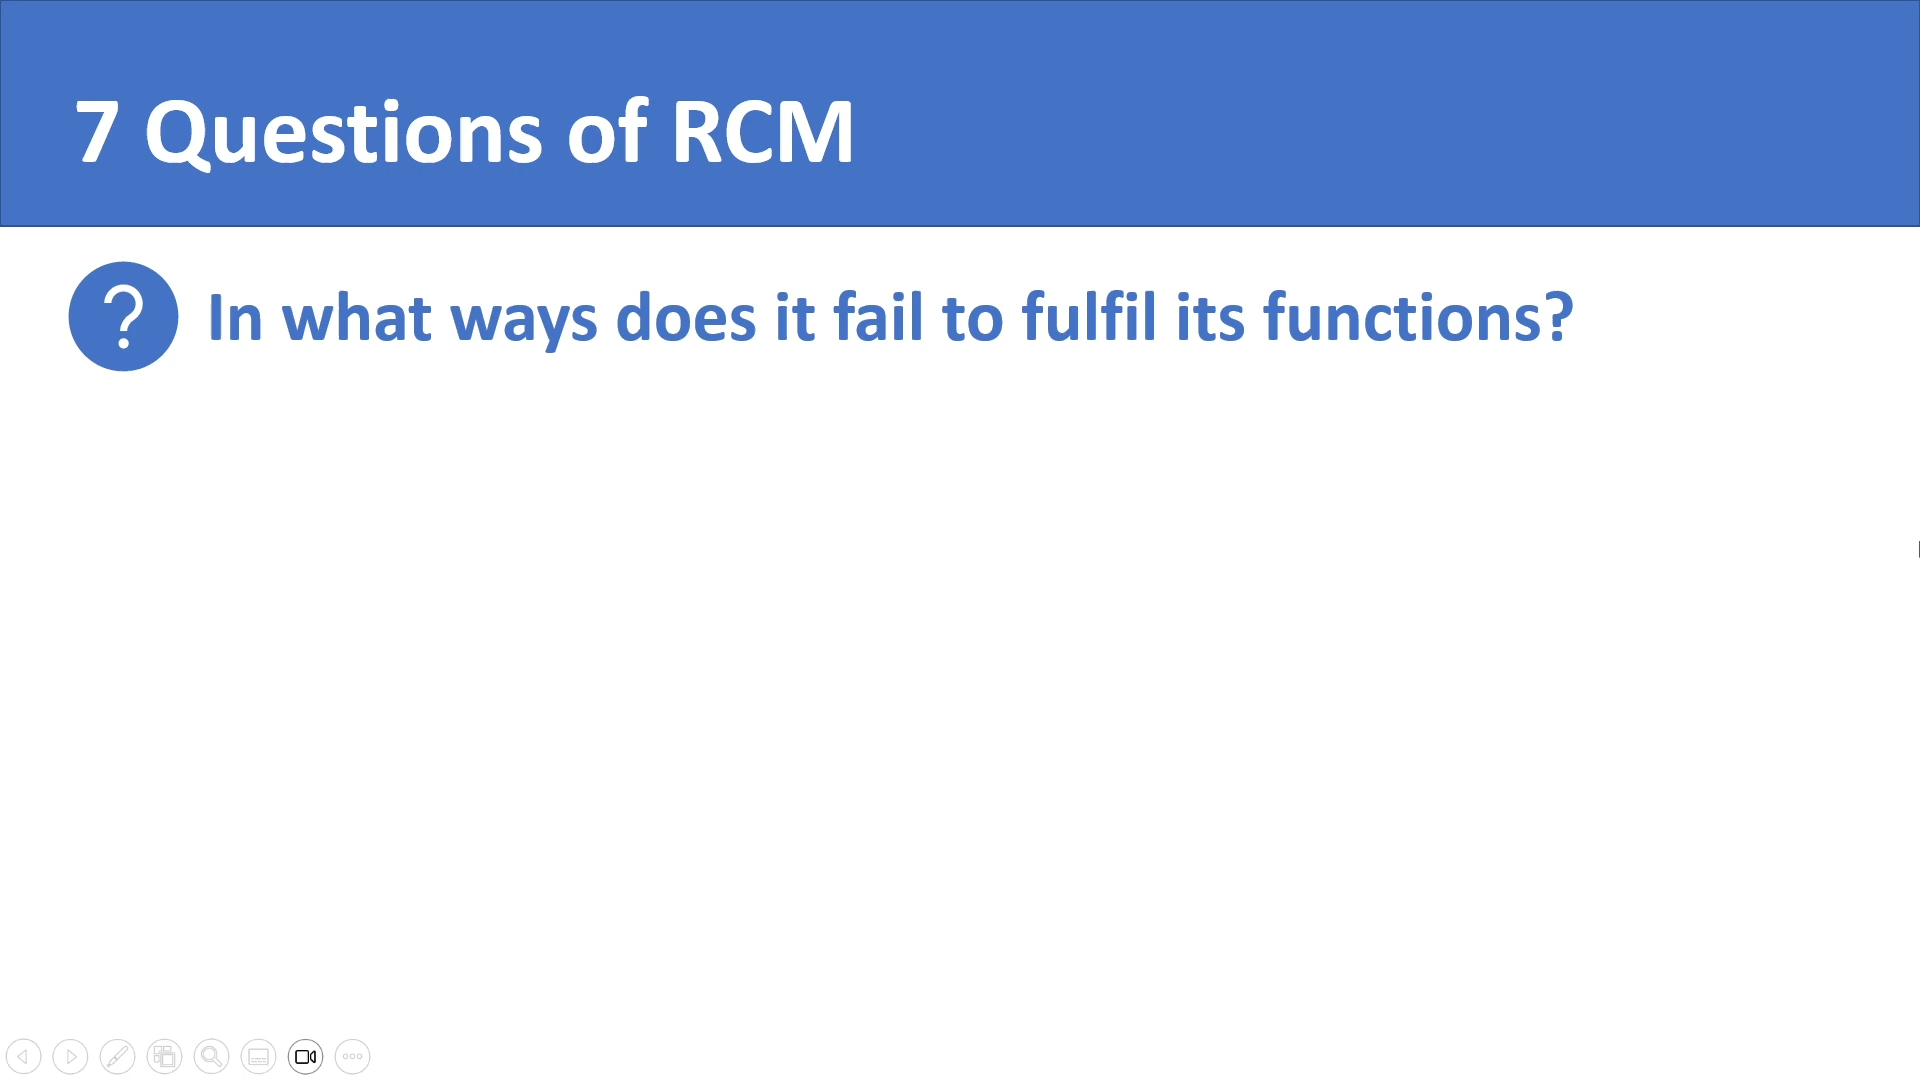 7 Questions of RCM
? In what ways does it fail to fulfil its functions?